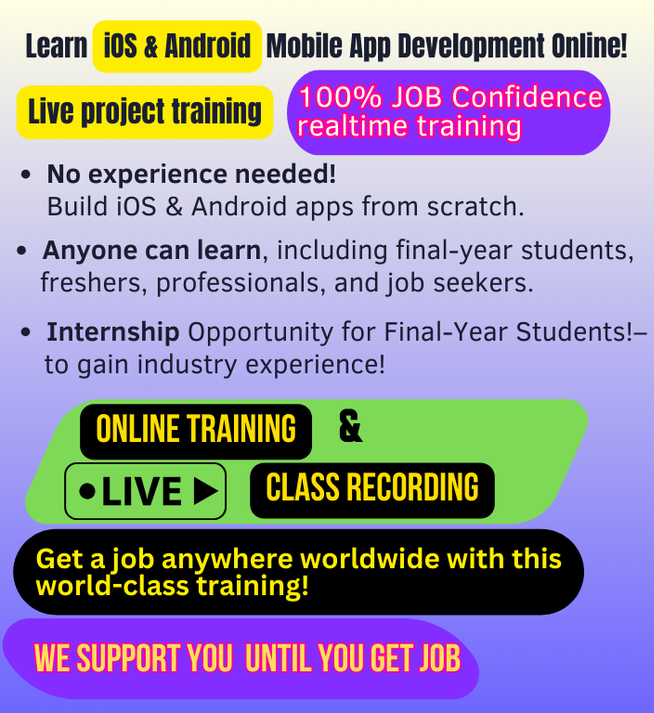 Learn iOS & Android Mobile App Development Online!
Live project training
100% JOB Confidence
realtime training
• No experience needed!
Build iOS & Android apps from scratch.
• Anyone can learn, including final-year students,
freshers, professionals, and job seekers.
• Internship Opportunity for Final-Year Students!–
to gain industry experience!
ONLINE TRAINING &
•LIVE CLASS RECORDING
Get a job anywhere worldwide with this
world-class training!
WE SUPPORT YOU UNTIL YOU GET JOB